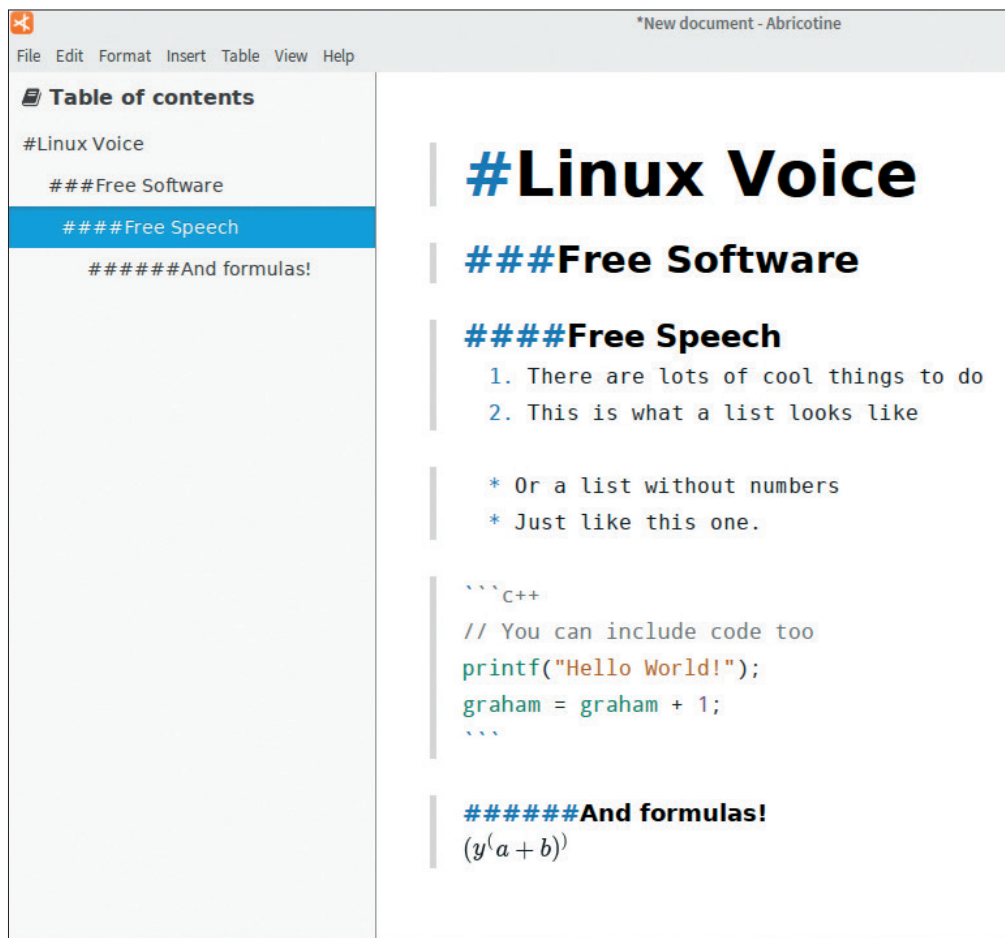 *New document - Abricotine
File Edit Format Insert Table View Help
Table of contents
#Linux Voice
###Free Software
####Free Speech
######And formulas!
#Linux Voice
###Free Software
####Free Speech
1. There are lots of cool things to do
2. This is what a list looks like
* Or a list without numbers
* Just like this one.
```c++
// You can include code too
printf("Hello World!");
graham = graham + 1;
```
######And formulas!
(y⁽a + b)⁾